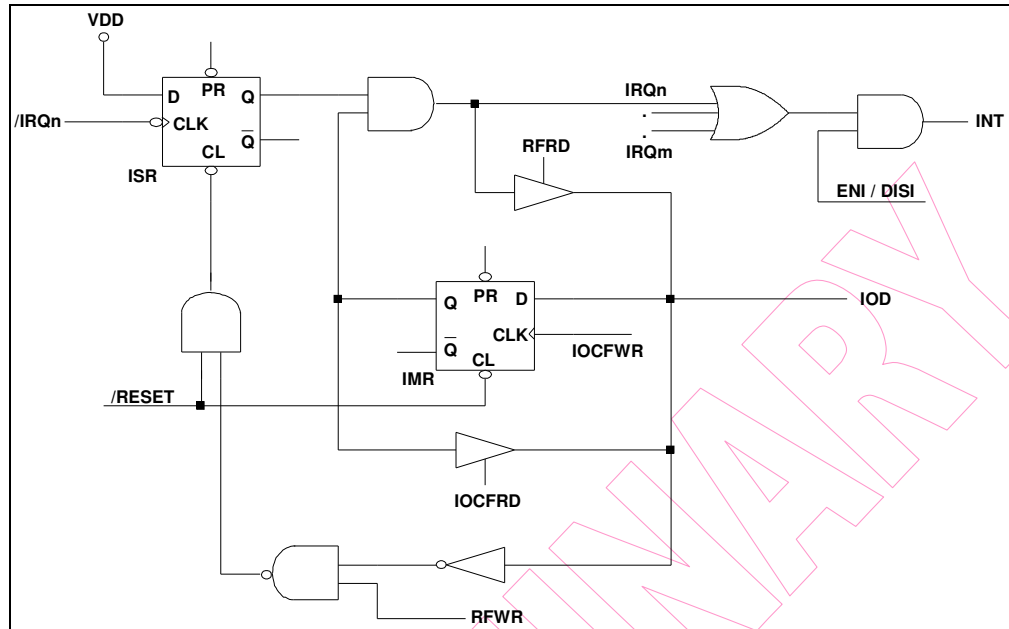 VDD
PR
D
Q
IRQn
/IRQn
CLK
INT
Q
IRQm
CL
RFRD
ISR
ENI / DISI
PR
Q
D
IOD
CLK
Q
IOCFWR
CL
IMR
/RESET
IOCFRD
RFWR